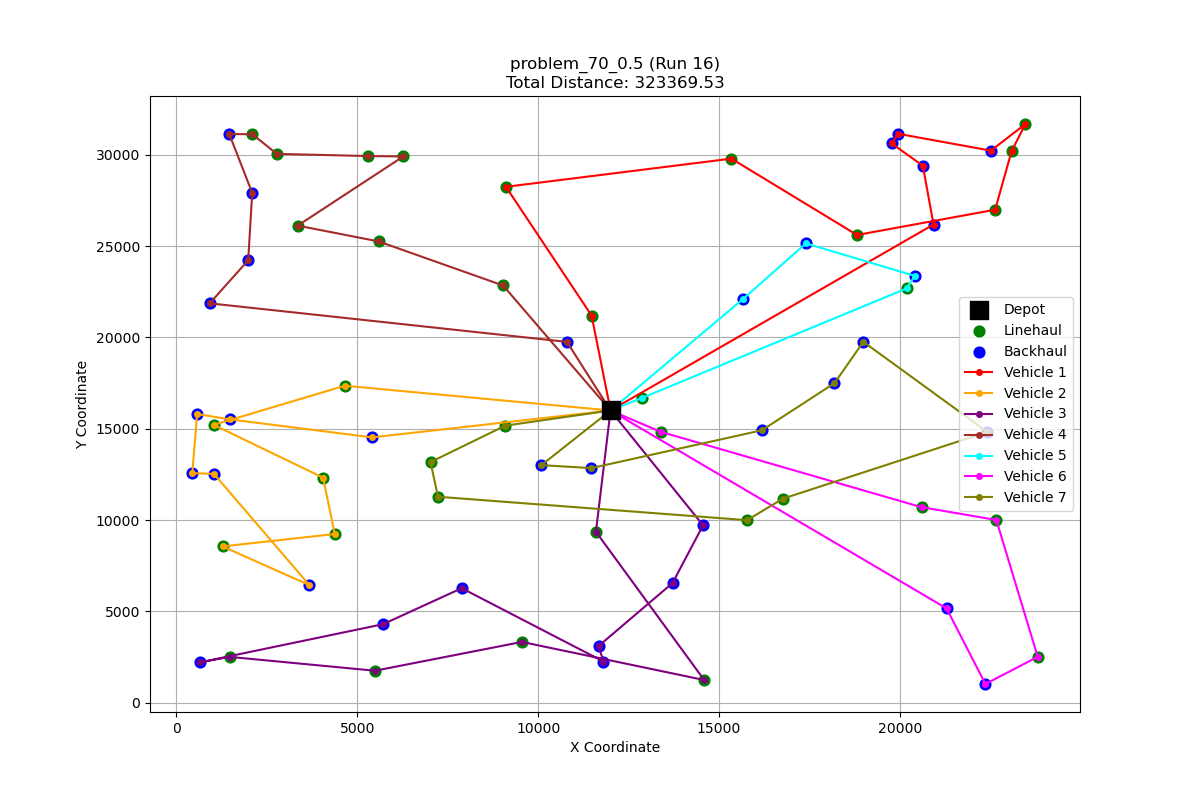 problem_70_0.5 (Run 16)
Total Distance: 323369.53
Y Coordinate
30000
25000
20000
15000
10000
5000
0
0
5000
10000
15000
20000
X Coordinate
Depot
Linehaul
Backhaul
Vehicle 1
Vehicle 2
Vehicle 3
Vehicle 4
Vehicle 5
Vehicle 6
Vehicle 7